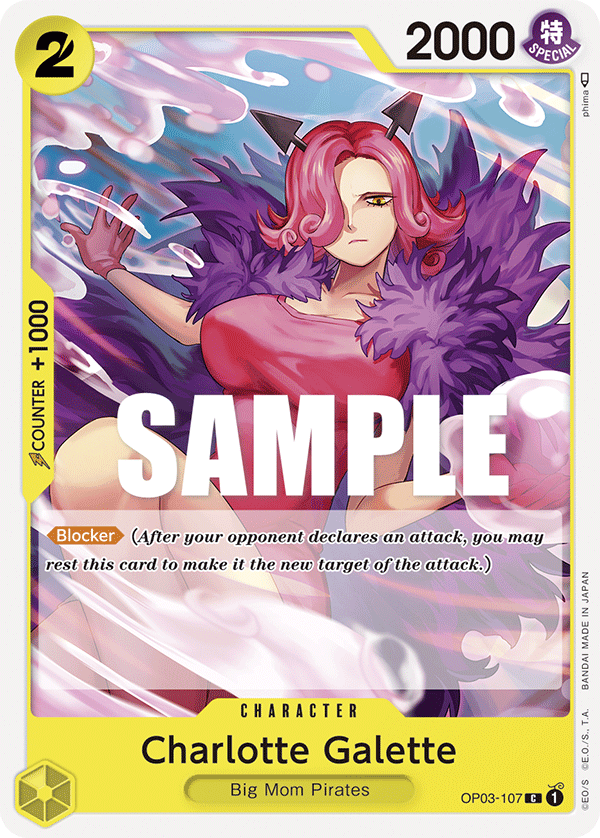 2
2000
特
SPECIAL
phima
COUNTER +1000
SAMPLE
Blocker (After your opponent declares an attack, you may
rest this card to make it the new target of the attack.)
CHARACTER
Charlotte Galette
Big Mom Pirates
OP03-107 C 1
©EO/S ©E.O./S., T.A. BANDAI MADE IN JAPAN